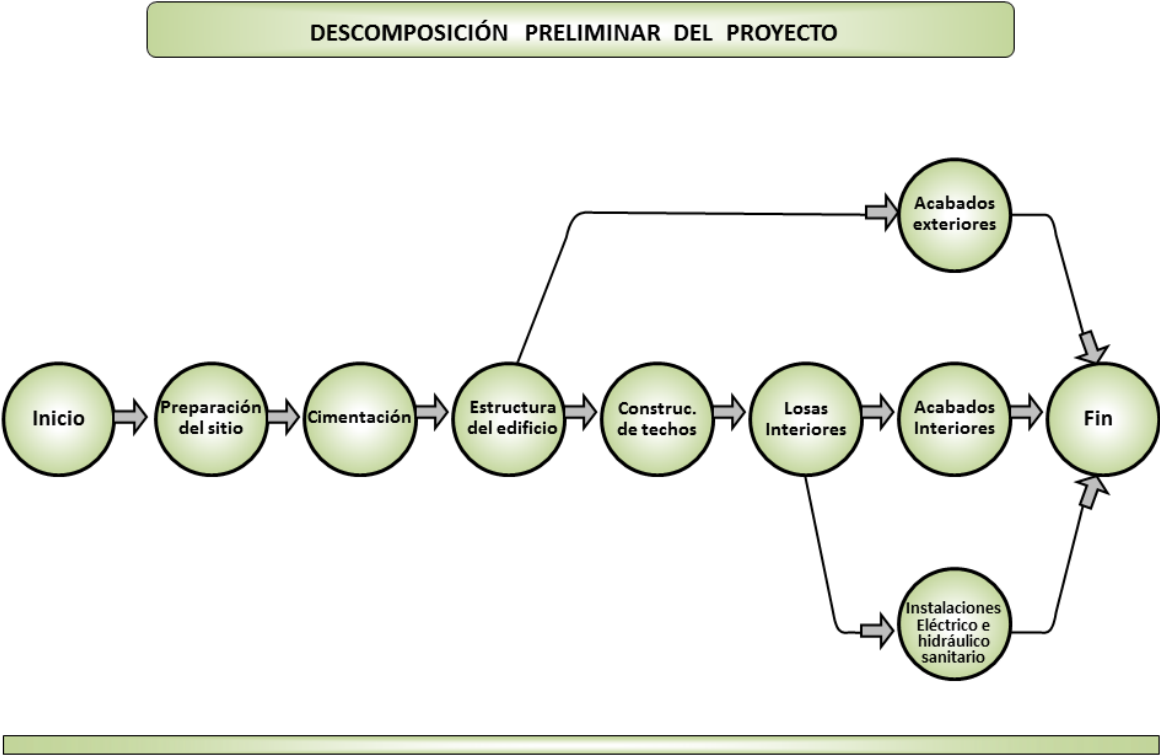 DESCOMPOSICIÓN PRELIMINAR DEL PROYECTO
Acabados
exteriores
Inicio
Preparación
del sitio
Cimentación
Estructura
del edificio
Construc.
de techos
Losas
Interiores
Acabados
Interiores
Fin
Instalaciones
Eléctrico e
hidráulico
sanitario